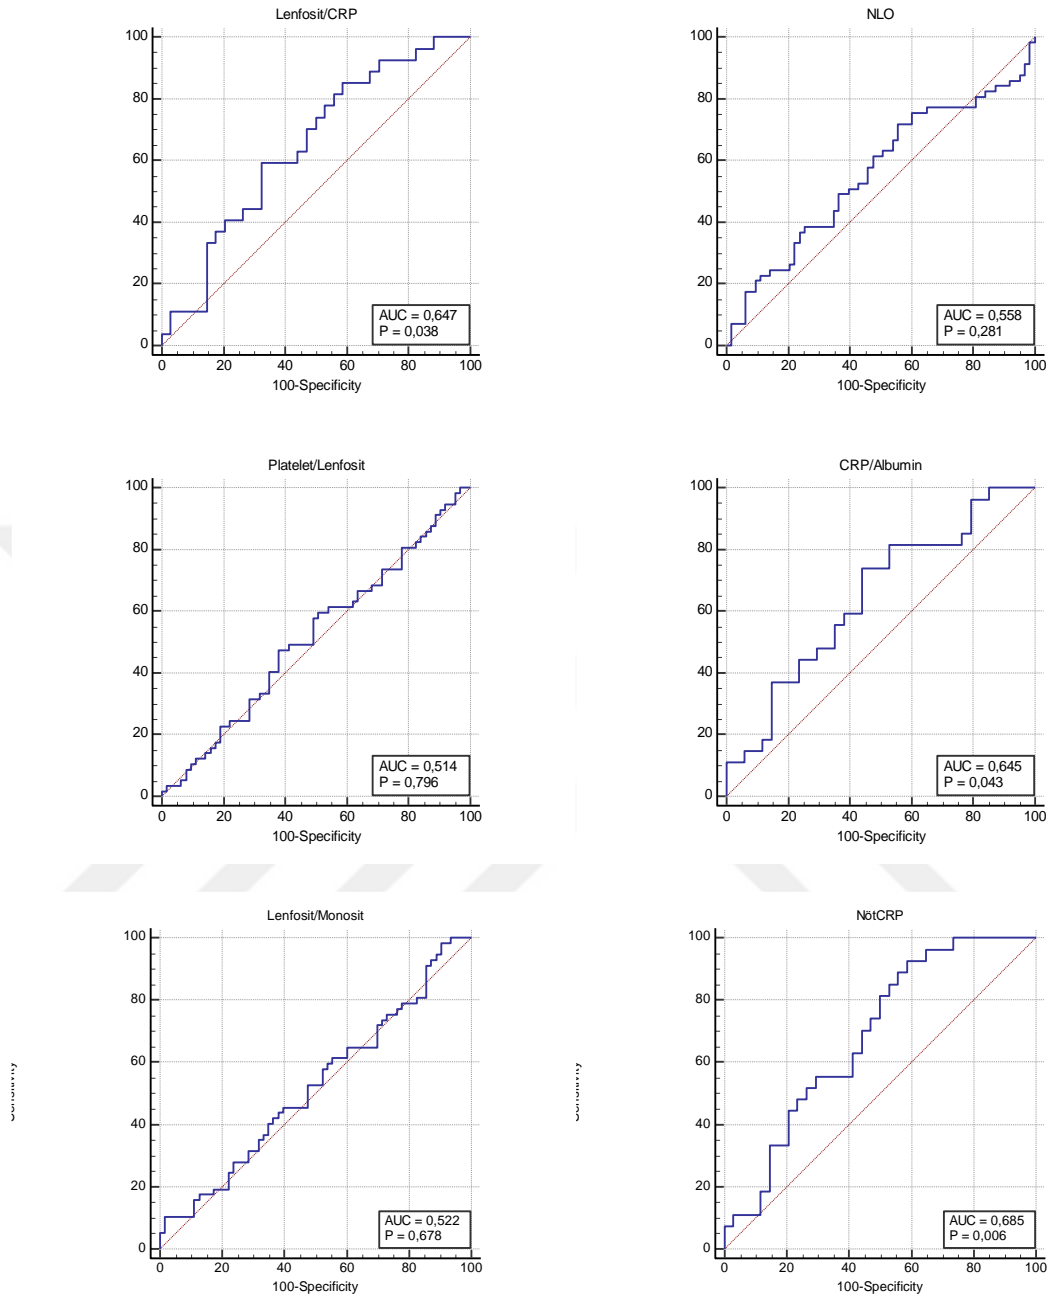 Lenfosit/CRP
100
80
60
40
20
0
AUC = 0,647
P = 0,038
0 20 40 60 80 100
100-Specificity
NLO
100
80
60
40
20
0
AUC = 0,558
P = 0,281
0 20 40 60 80 100
100-Specificity
Platelet/Lenfosit
100
80
60
40
20
0
AUC = 0,514
P = 0,796
0 20 40 60 80 100
100-Specificity
CRP/Albumin
100
80
60
40
20
0
AUC = 0,645
P = 0,043
0 20 40 60 80 100
100-Specificity
Lenfosit/Monosit
100
80
60
40
20
0
AUC = 0,522
P = 0,678
0 20 40 60 80 100
100-Specificity
NötCRP
100
80
60
40
20
0
AUC = 0,685
P = 0,006
0 20 40 60 80 100
100-Specificity